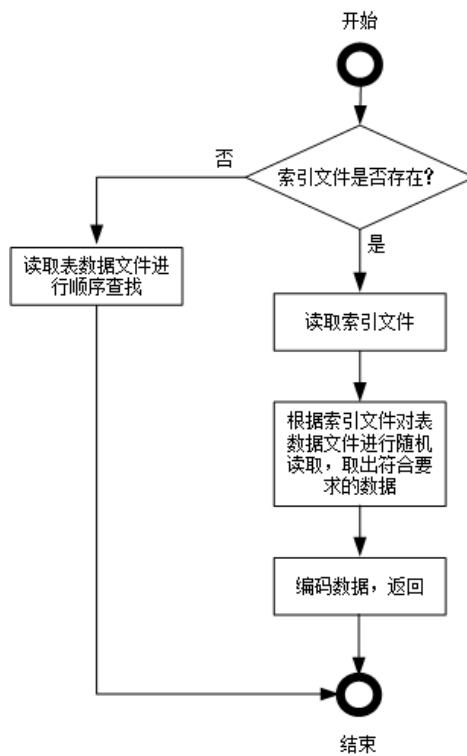 开始
索引文件是否存在?
否
是
读取表数据文件进
行顺序查找
读取索引文件
根据索引文件对表
数据文件进行随机
读取，取出符合要
求的数据
编码数据，返回
结束